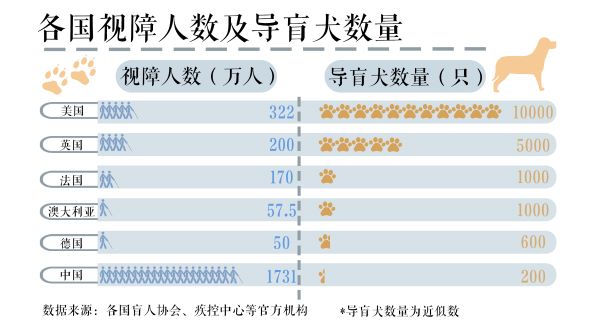 各国视障人数及导盲犬数量
视障人数（万人） 导盲犬数量（只）
美国 322 10000
英国 200 5000
法国 170 1000
澳大利亚 57.5 1000
德国 50 600
中国 1731 200
数据来源：各国盲人协会、疾控中心等官方机构 *导盲犬数量为近似数